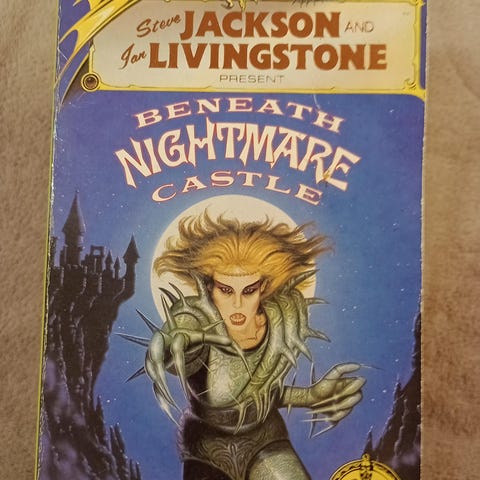 Steve JACKSON AND
Ian LIVINGSTONE
PRESENT
BENEATH
NIGHTMARE
CASTLE